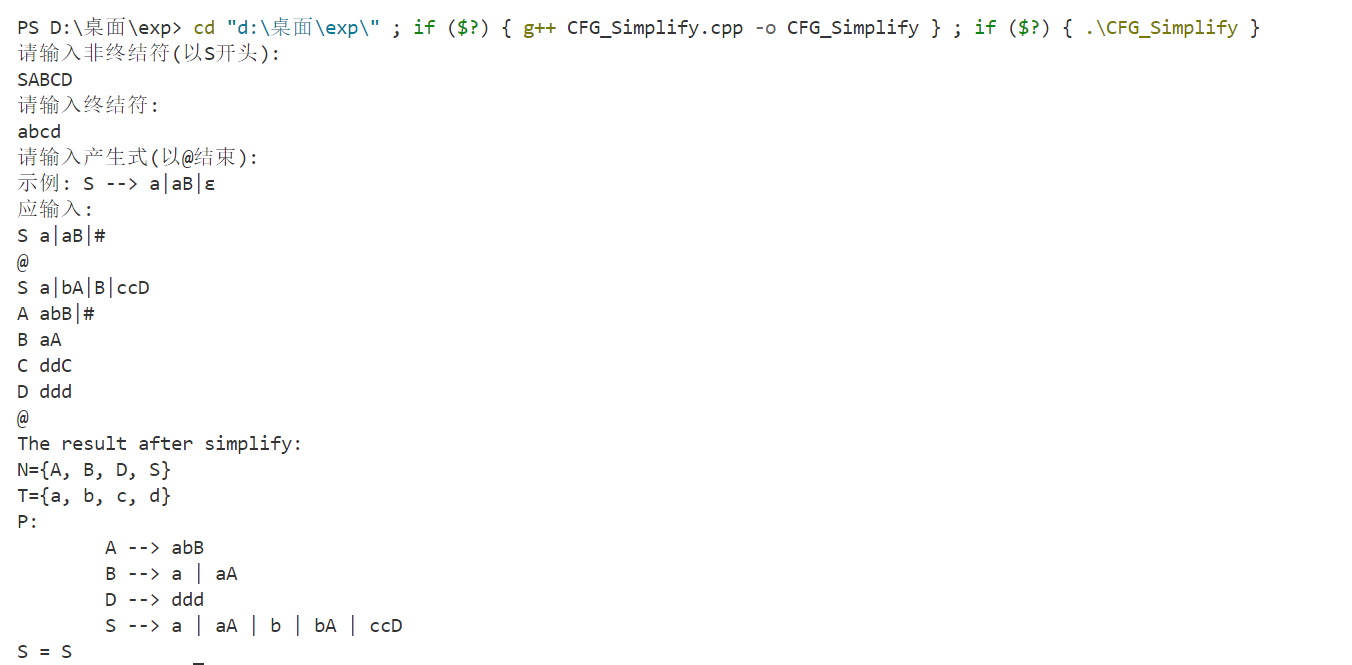 PS D:\桌面\exp> cd "d:\桌面\exp\" ; if ($?) { g++ CFG_Simplify.cpp -o CFG_Simplify } ; if ($?) { .\CFG_Simplify }
请输入非终结符(以S开头):
SABCD
请输入终结符:
abcd
请输入产生式(以@结束):
示例: S --> a|aB|ε
应输入:
S a|aB|#
@
S a|bA|B|ccD
A abB|#
B aA
C ddC
D ddd
@
The result after simplify:
N={A, B, D, S}
T={a, b, c, d}
P:
        A --> abB
        B --> a | aA
        D --> ddd
        S --> a | aA | b | bA | ccD
S = S